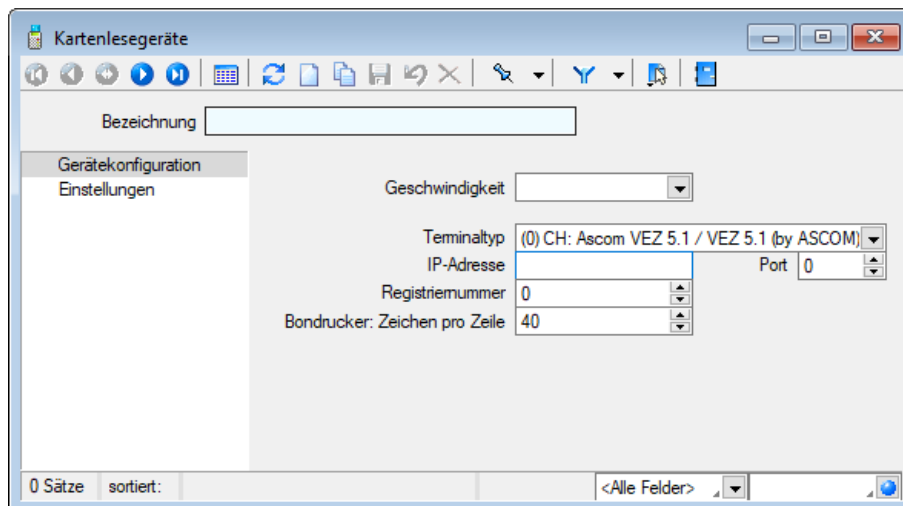 Kartenlesegeräte
Bezeichnung
Gerätekonfiguration
Einstellungen
Geschwindigkeit
Terminaltyp (0) CH: Ascom VEZ 5.1 / VEZ 5.1 (by ASCOM)
IP-Adresse Port 0
Registriernummer 0
Bondrucker: Zeichen pro Zeile 40
0 Sätze sortiert: <Alle Felder>